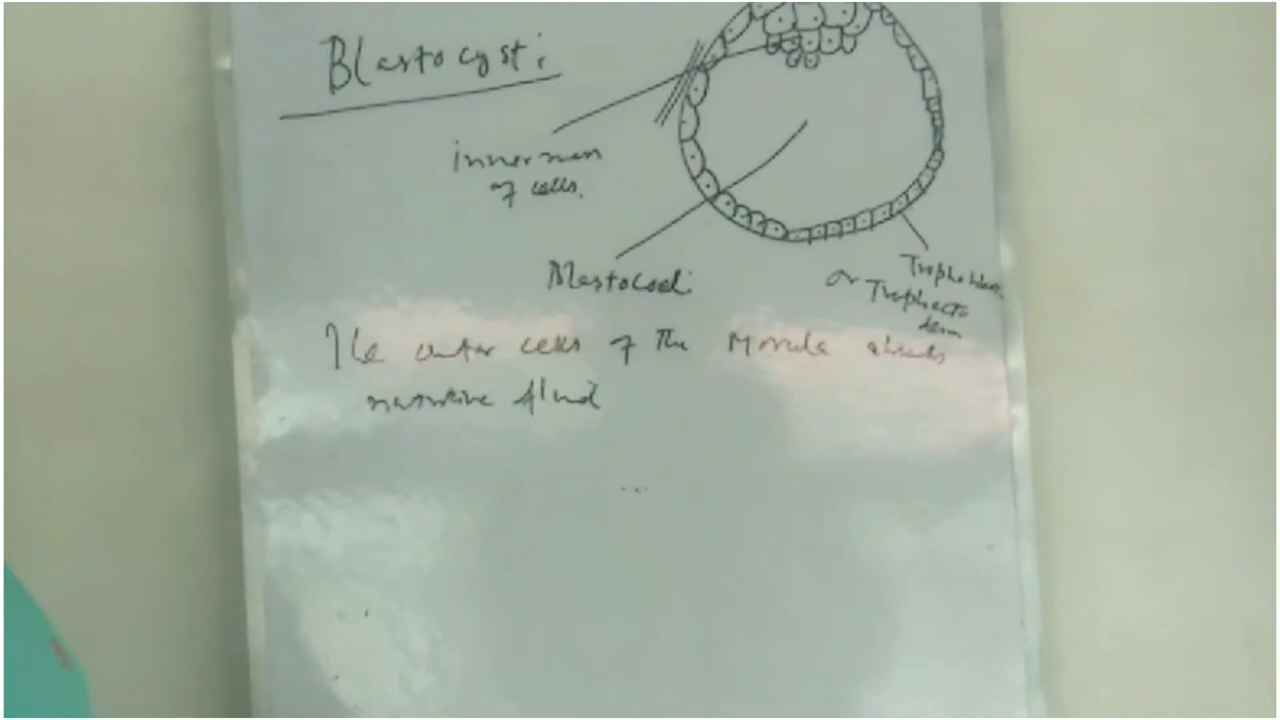 Blastocyst:
inner mass
of cells.
Blastocoel
Trophoblast
or Trophecto
derm
The outer cells of the Morula absorbs
nutritive fluid